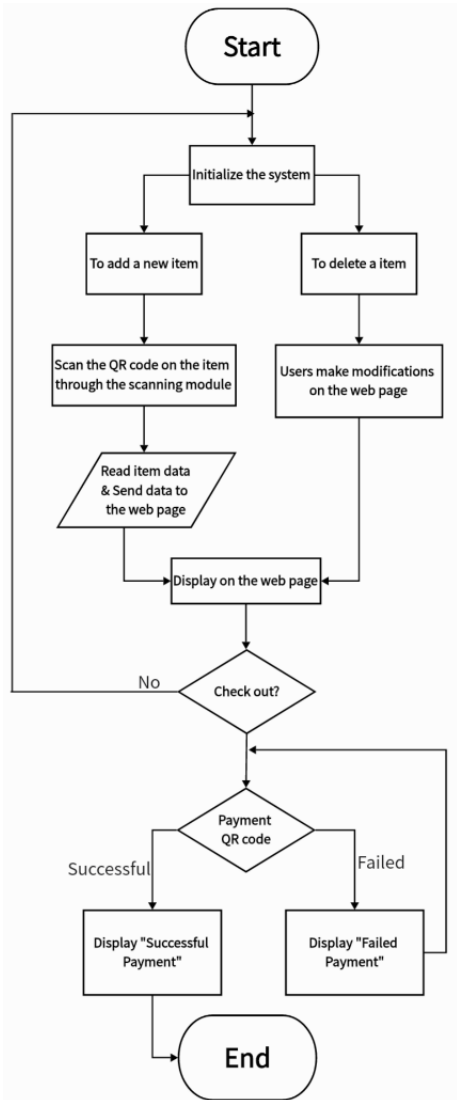 Start
Initialize the system
To add a new item
To delete a item
Scan the QR code on the item
through the scanning module
Users make modifications
on the web page
Read item data
& Send data to
the web page
Display on the web page
No
Check out?
Payment
QR code
Successful
Failed
Display "Successful
Payment"
Display "Failed
Payment"
End